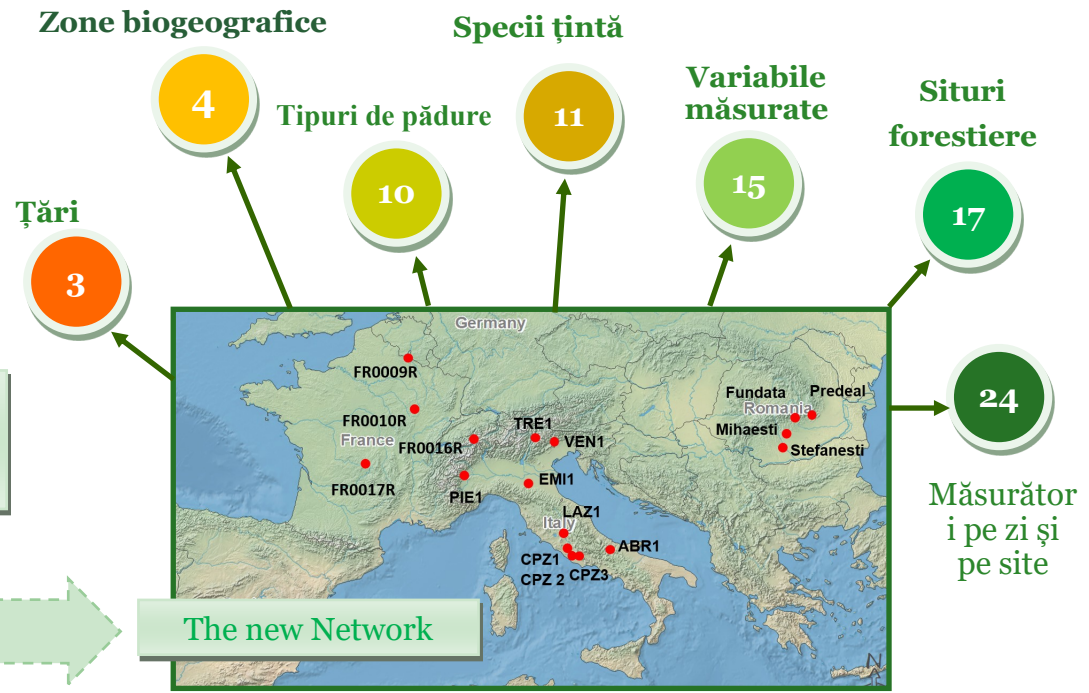 Zone biogeografice
4
Specii țintă
11
Tipuri de pădure
10
Variabile
măsurate
15
Situri
forestiere
17
Țări
3
24
Măsurător
i pe zi și
pe site
Germany
FR0009R
FR0010R
France
FR0016R
FR0017R
TRE1
VEN1
PIE1
EMI1
LAZ1
Italy
CPZ1
CPZ 2
CPZ3
ABR1
Fundata
Predeal
Romania
Mihaesti
Stefanesti
N
The new Network